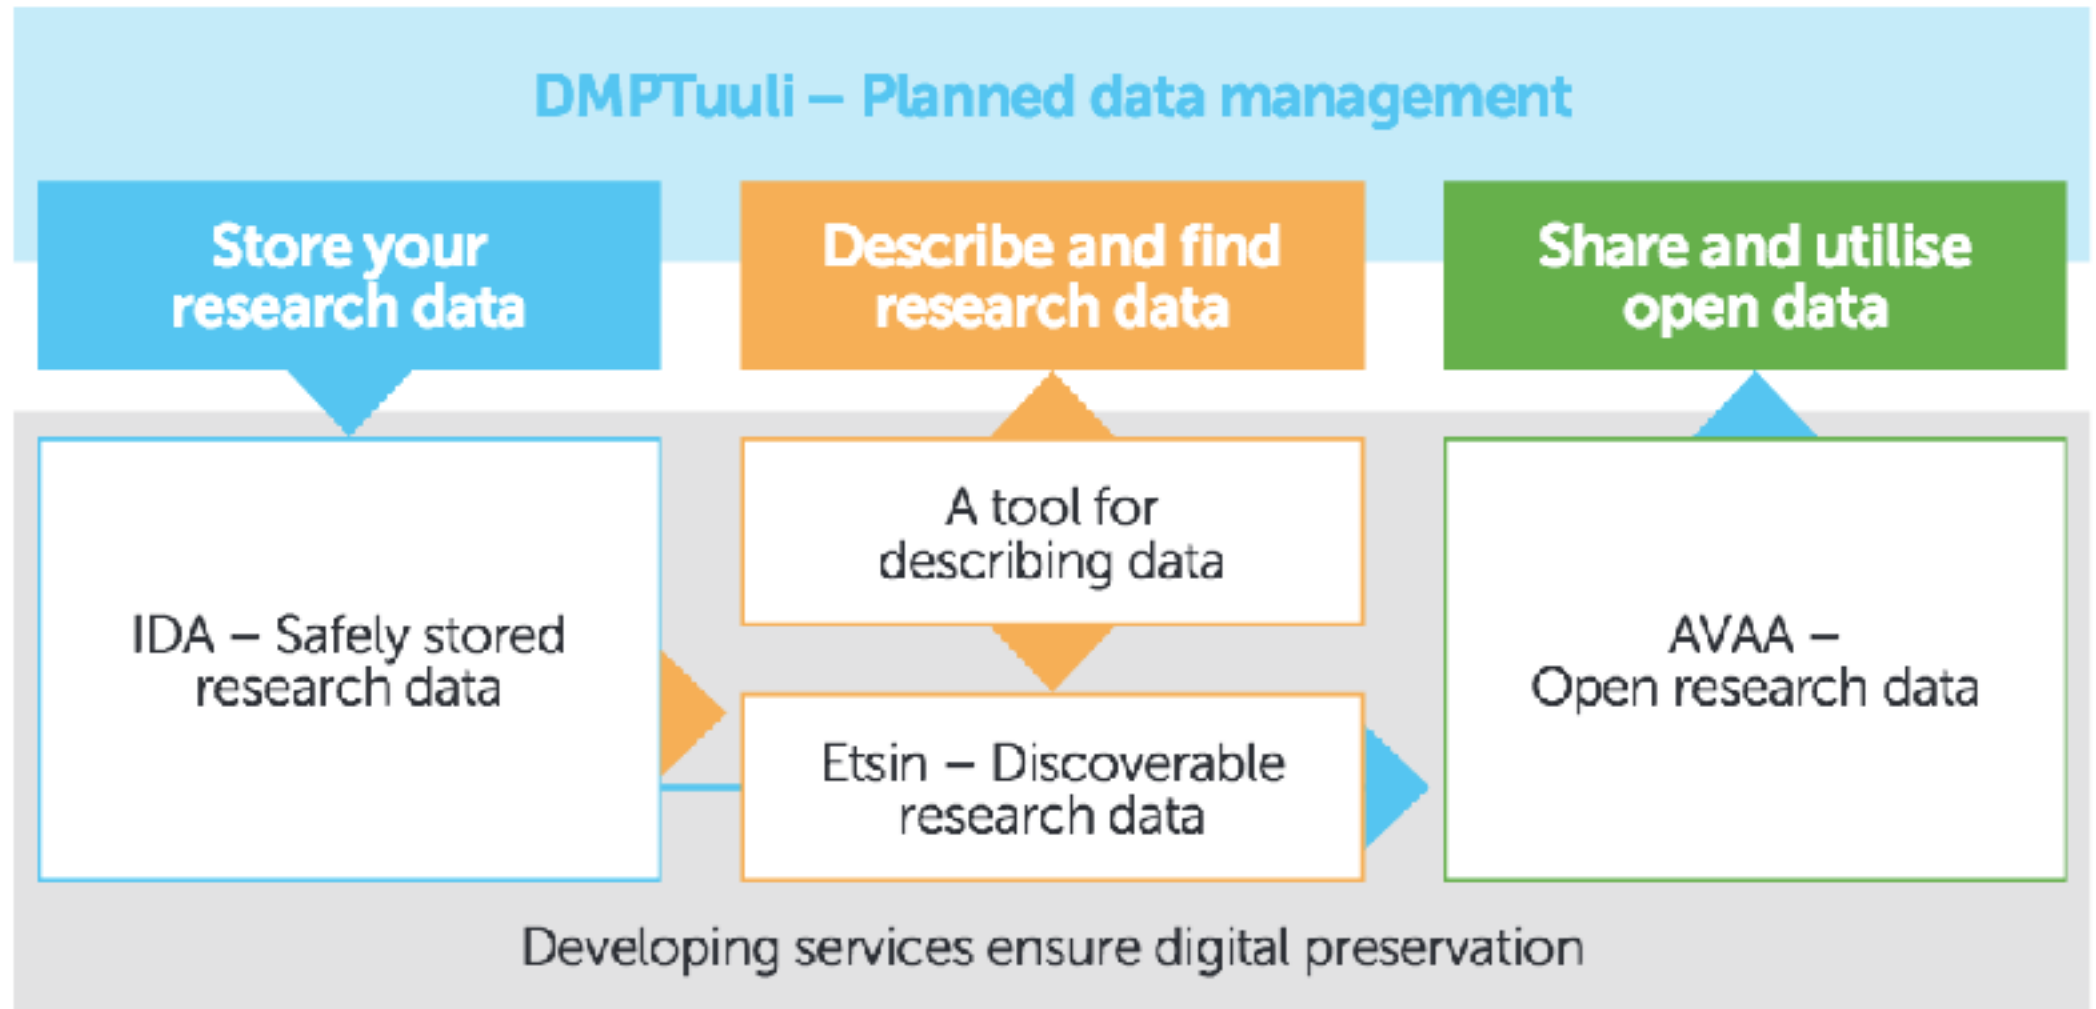 DMPTuuli – Planned data management
Store your
research data
Describe and find
research data
Share and utilise
open data
IDA – Safely stored
research data
A tool for
describing data
Etsin – Discoverable
research data
AVAA –
Open research data
Developing services ensure digital preservation